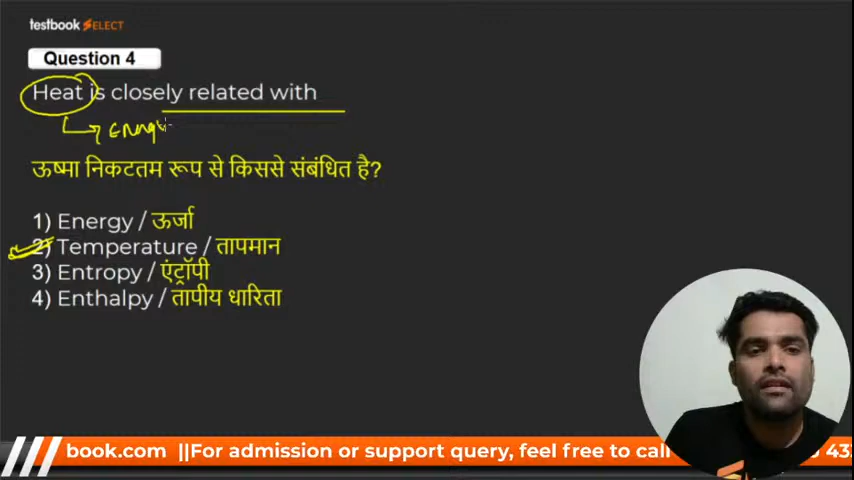 testbook SELECT
Question 4
Heat is closely related with
Energy
ऊष्मा निकटतम रूप से किससे संबंधित है?
1) Energy / ऊर्जा
2) Temperature / तापमान
3) Entropy / एंट्रॉपी
4) Enthalpy / तापीय धारिता
book.com ||For admission or support query, feel free to call